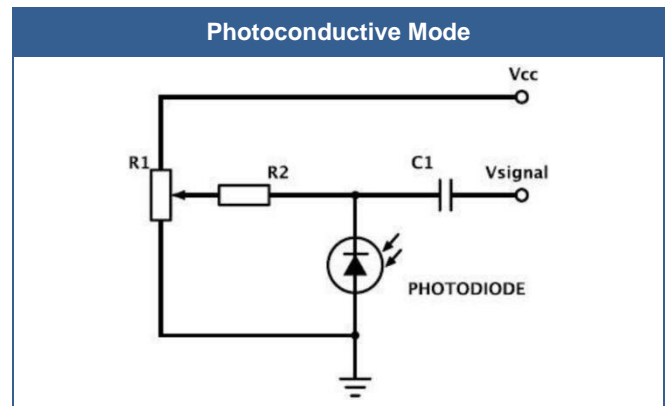 Photoconductive Mode
Vcc
R1
R2
C1
Vsignal
PHOTODIODE